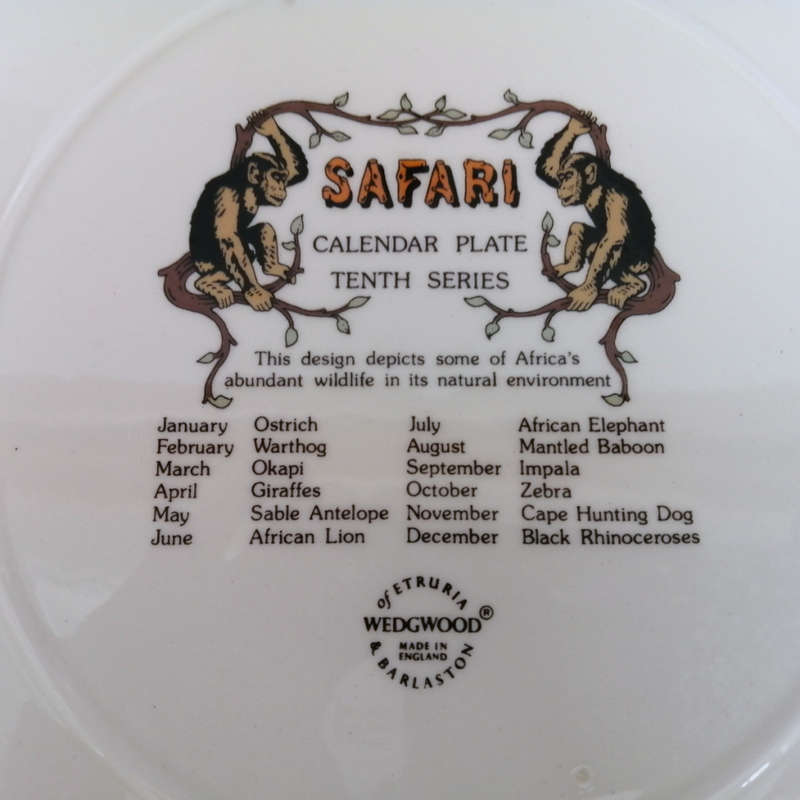 SAFARI
CALENDAR PLATE
TENTH SERIES
This design depicts some of Africa's
abundant wildlife in its natural environment
January Ostrich July African Elephant
February Warthog August Mantled Baboon
March Okapi September Impala
April Giraffes October Zebra
May Sable Antelope November Cape Hunting Dog
June African Lion December Black Rhinoceroses
of ETRURIA
WEDGWOOD®
MADE IN
ENGLAND
& BARLASTON